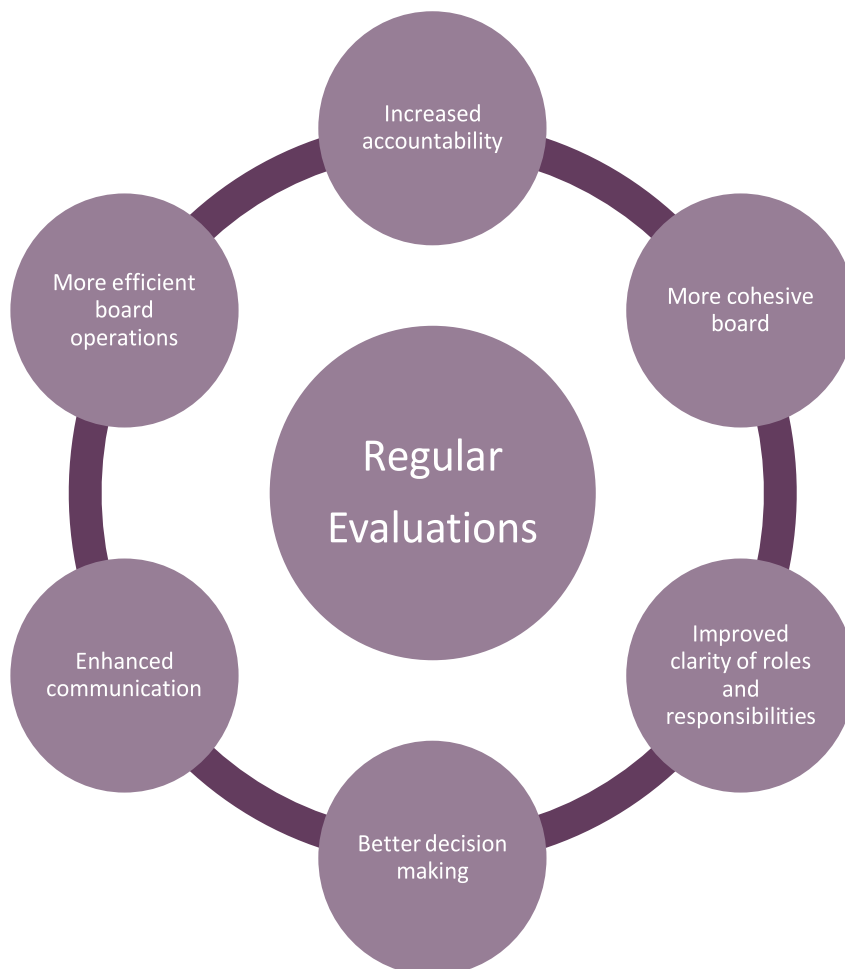 Increased
accountability
More cohesive
board
Improved
clarity of roles
and
responsibilities
Better decision
making
Enhanced
communication
More efficient
board
operations
Regular
Evaluations